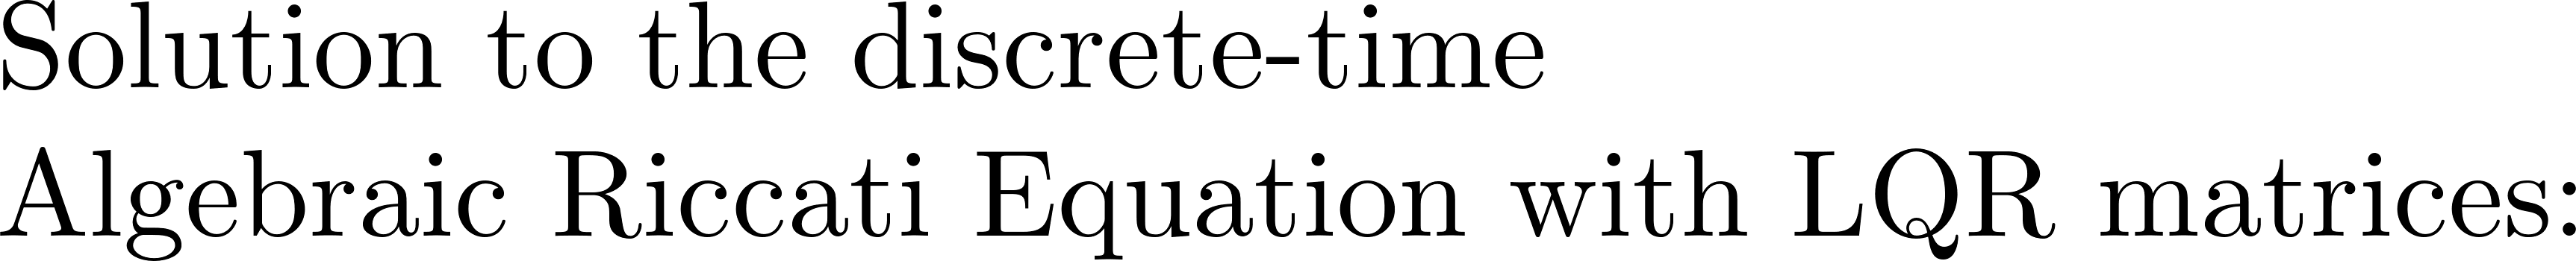 Solution to the discrete-time
Algebraic Riccati Equation with LQR matrices: